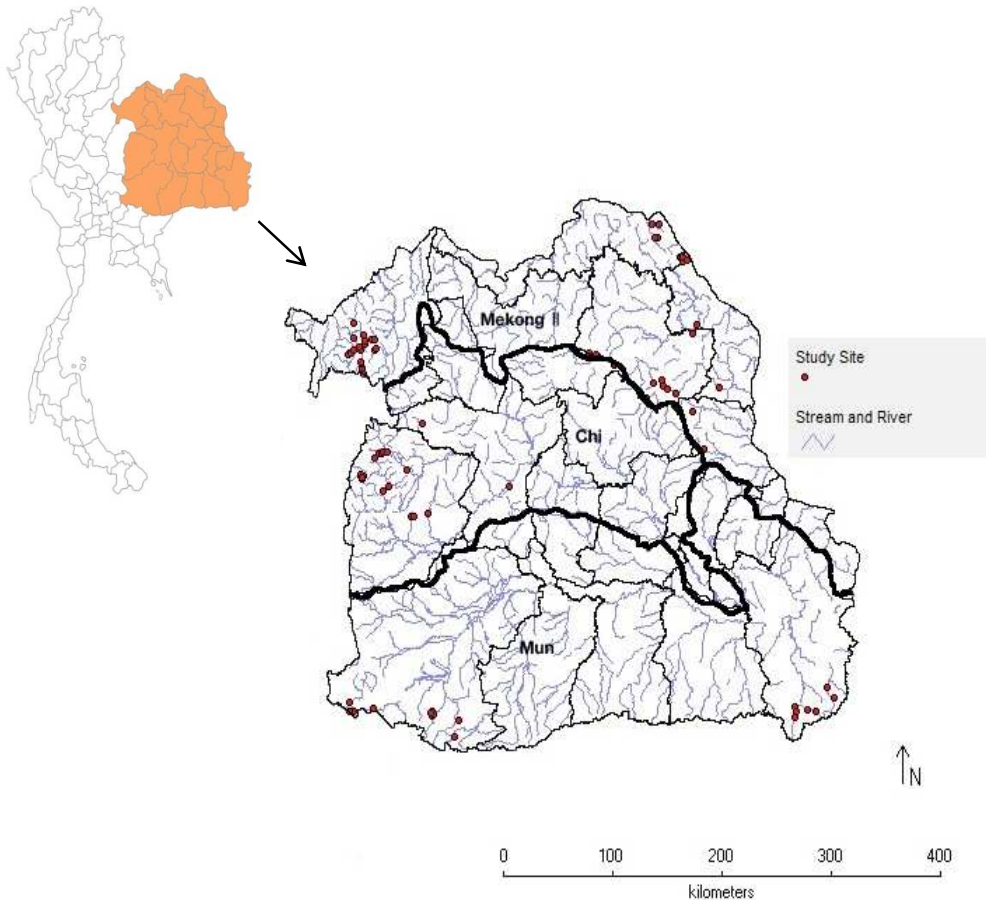 Mekong II
Study Site
Stream and River
Chi
Mun
N
0 100 200 300 400
kilometers